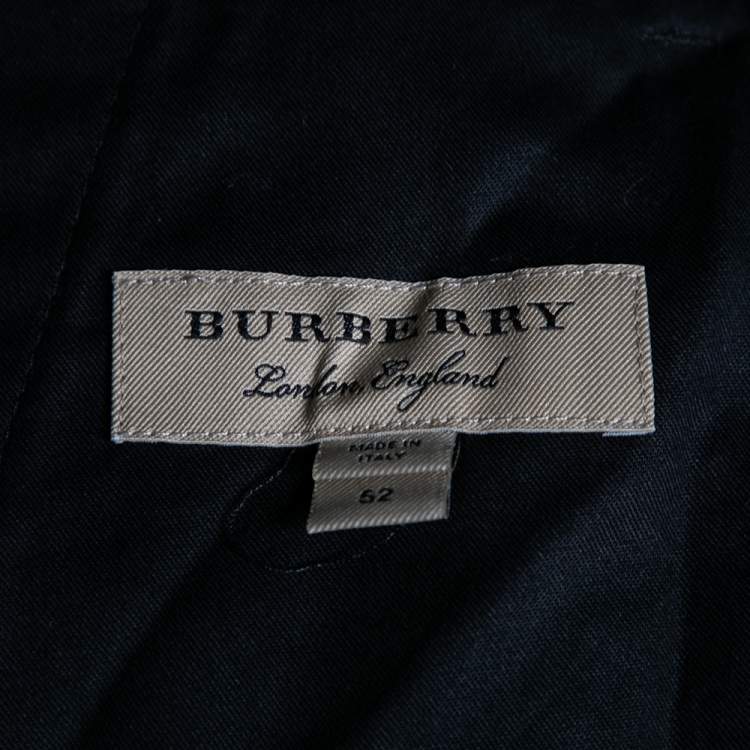 BURBERRY
London, England
MADE IN
ITALY
52